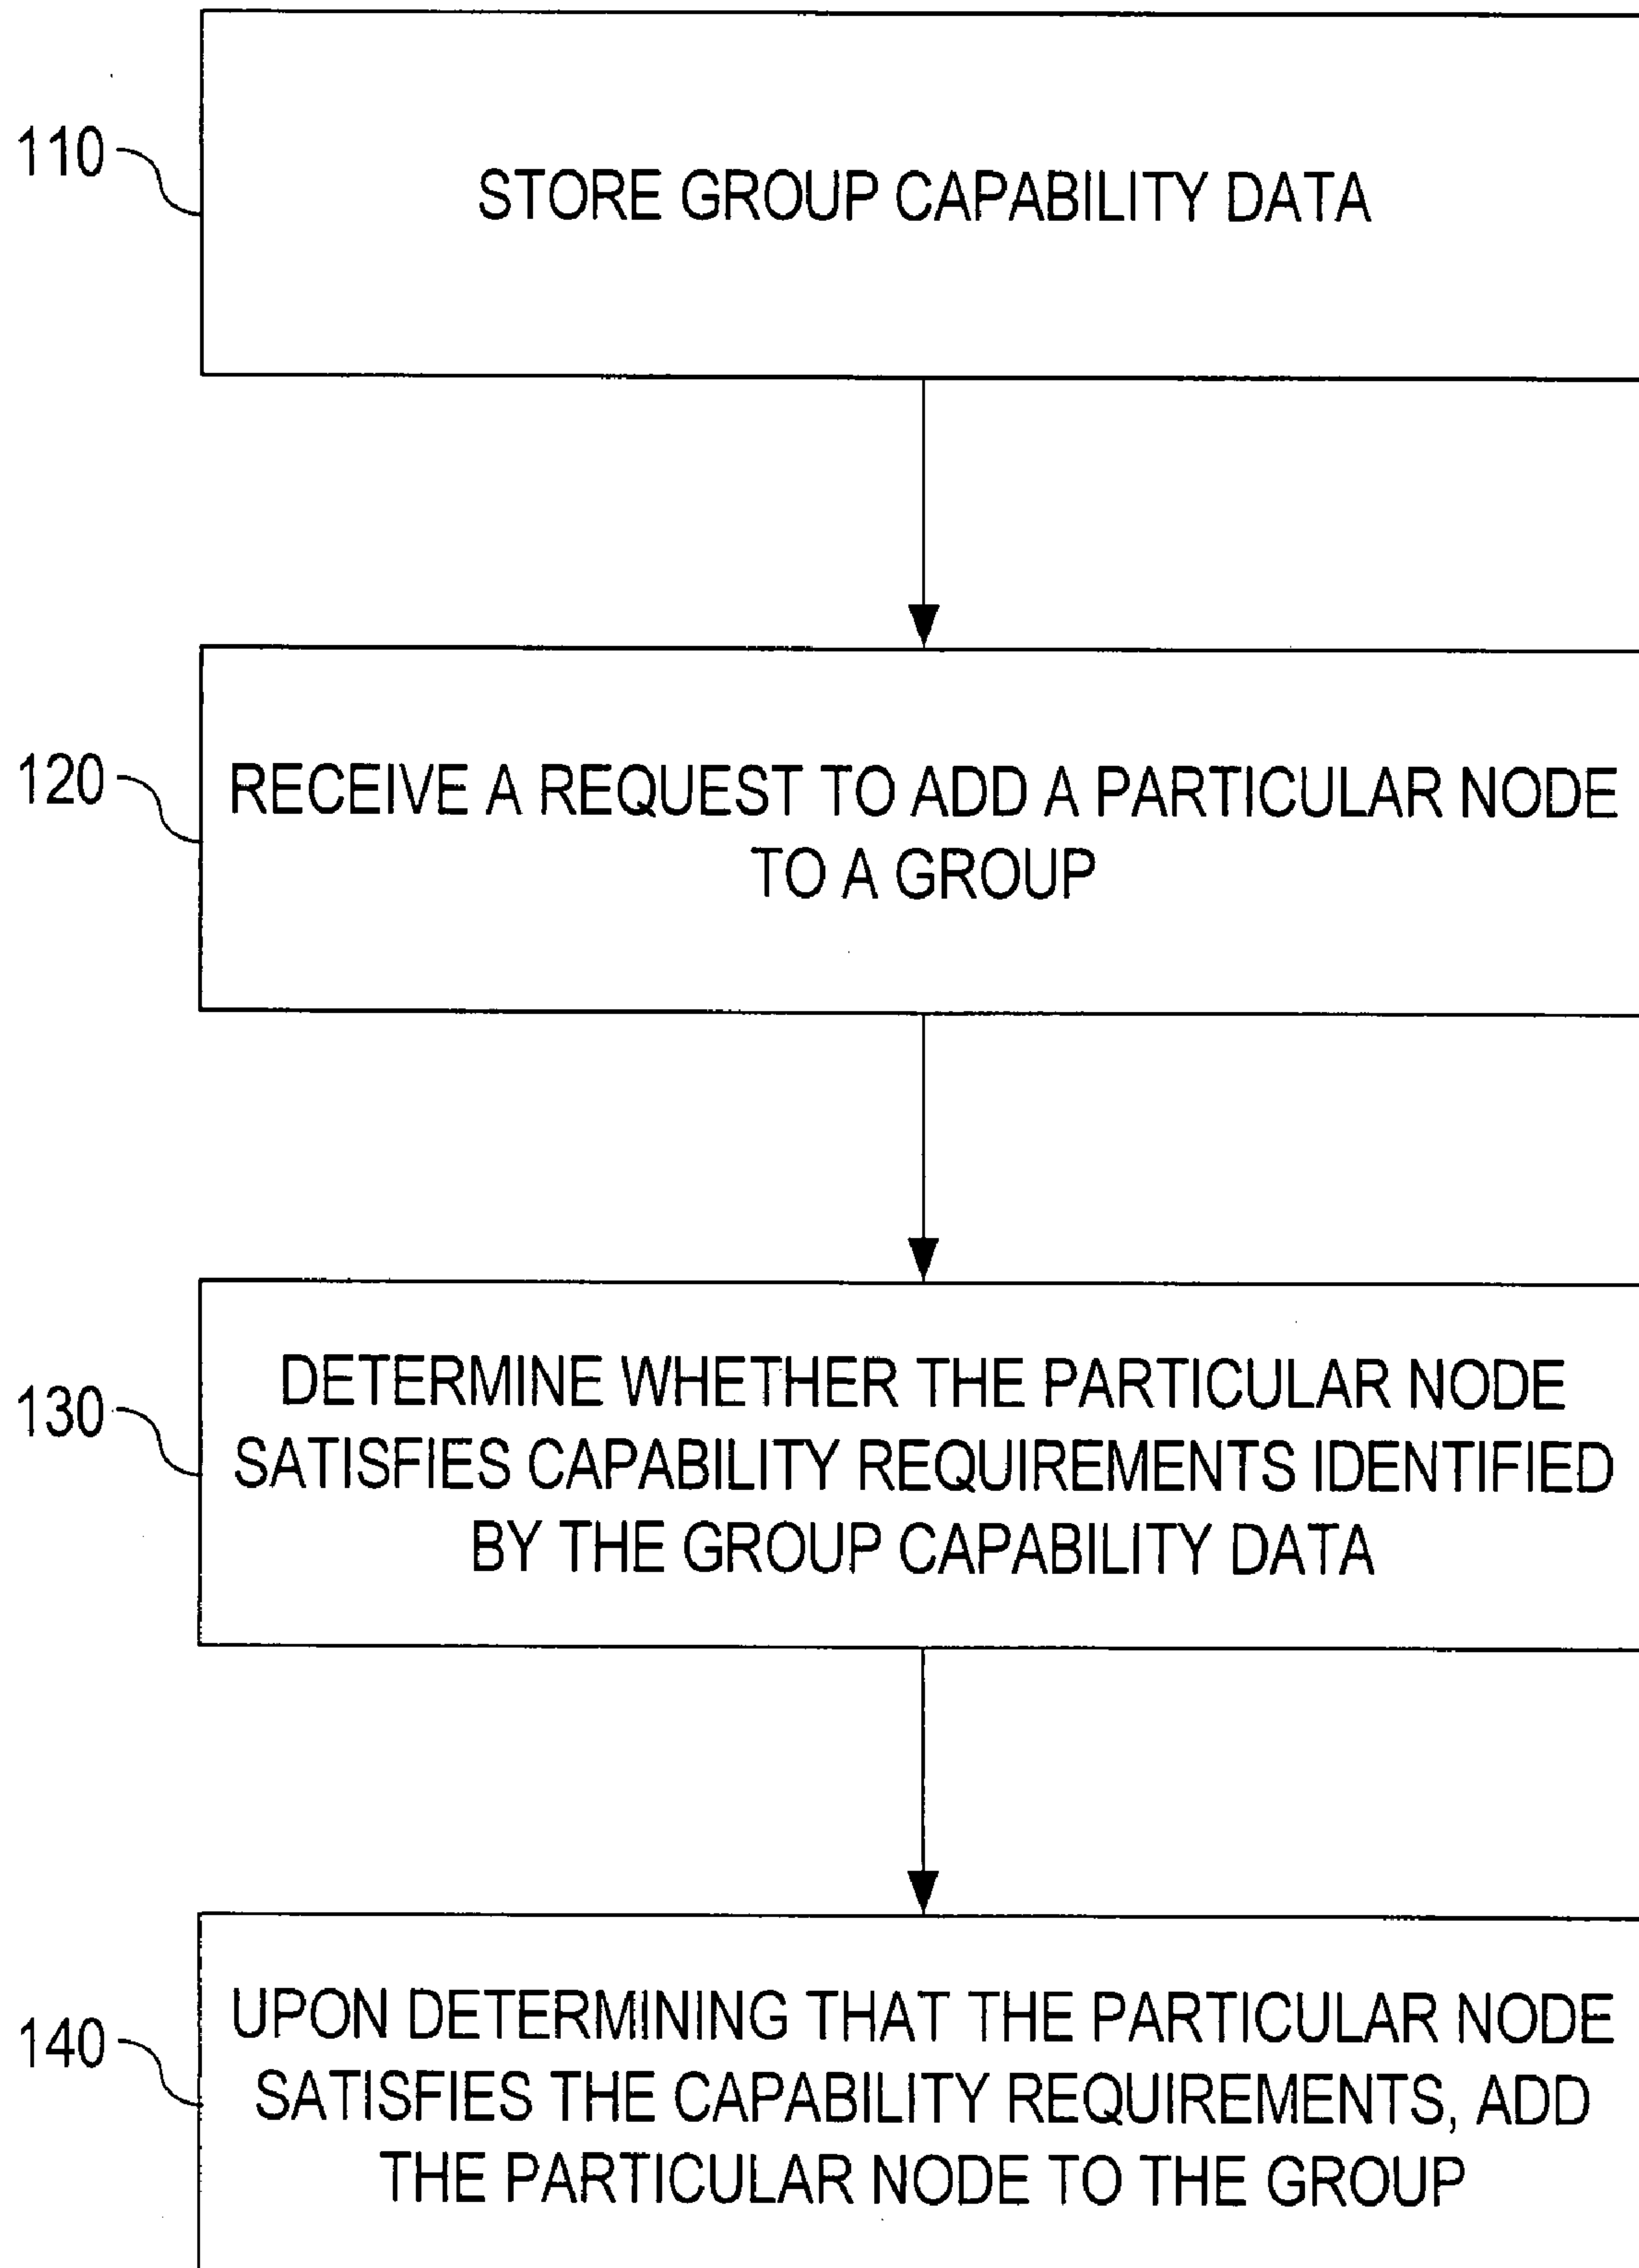 110
STORE GROUP CAPABILITY DATA
120
RECEIVE A REQUEST TO ADD A PARTICULAR NODE
TO A GROUP
130
DETERMINE WHETHER THE PARTICULAR NODE
SATISFIES CAPABILITY REQUIREMENTS IDENTIFIED
BY THE GROUP CAPABILITY DATA
140
UPON DETERMINING THAT THE PARTICULAR NODE
SATISFIES THE CAPABILITY REQUIREMENTS, ADD
THE PARTICULAR NODE TO THE GROUP